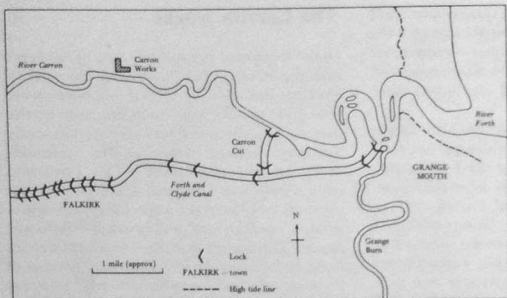 River Carron
Carron
Works
River
Forth
Carron
Cut
GRANGE-
MOUTH
Forth and
Clyde Canal
FALKIRK
N
Grange
Burn
1 mile (approx)
Lock
FALKIRK – town
High tide line